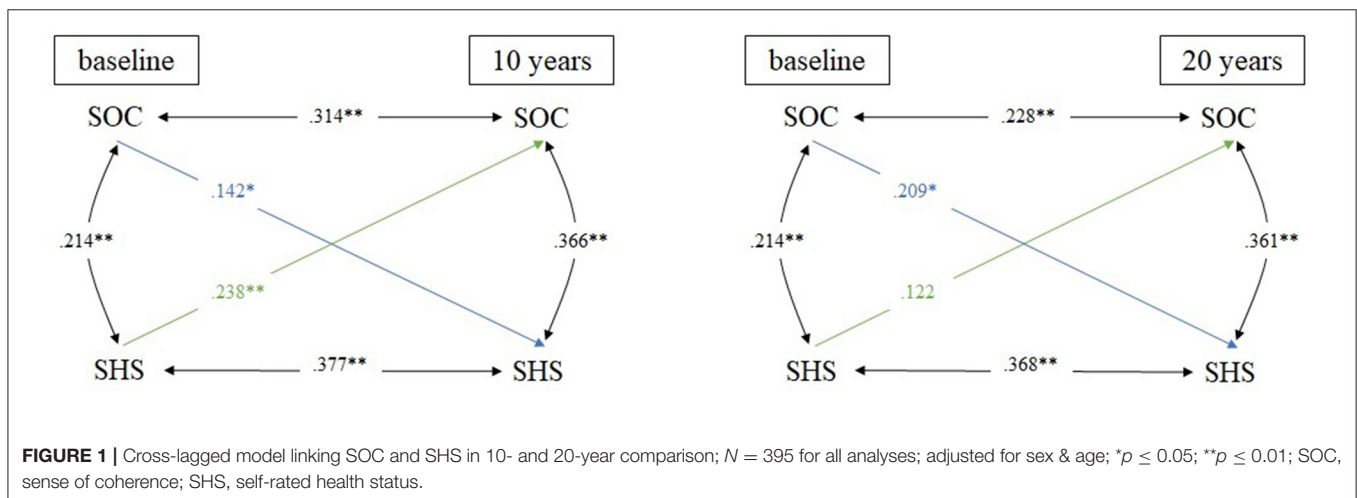 baseline 10 years baseline 20 years
SOC .314** SOC SOC .228** SOC
.142* .209*
.214** .366** .214** .361**
.238** .122
SHS .377** SHS SHS .368** SHS
FIGURE 1 | Cross-lagged model linking SOC and SHS in 10- and 20-year comparison; N = 395 for all analyses; adjusted for sex & age; *p ≤ 0.05; **p ≤ 0.01; SOC,
sense of coherence; SHS, self-rated health status.